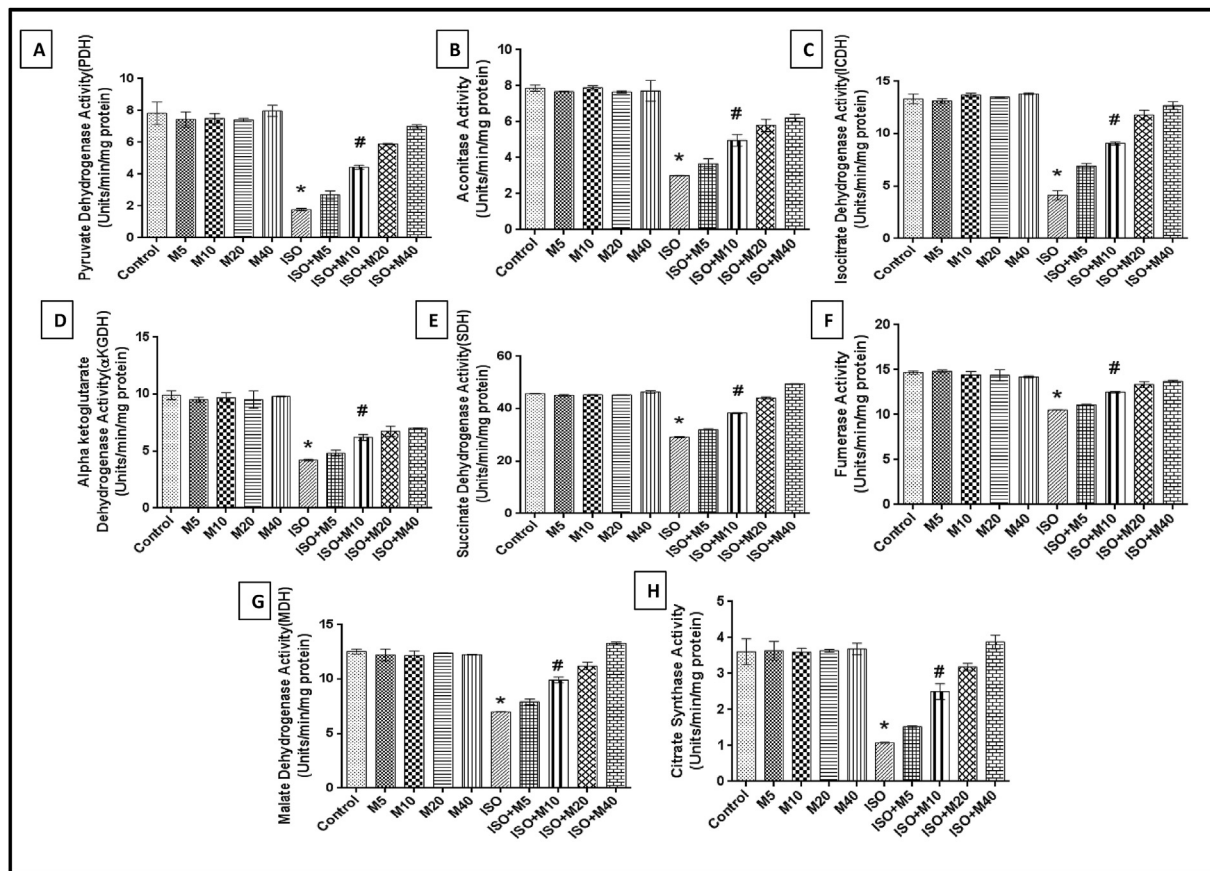 A
Pyruvate Dehydrogenase Activity(PDH)
(Units/min/mg protein)
8
6
4
2
0
*
#
Control
M5
M10
M20
M40
ISO
ISO+M5
ISO+M10
ISO+M20
ISO+M40
B
Aconitase Activity
(Units/min/mg protein)
10
8
6
4
2
0
*
#
Control
M5
M10
M20
M40
ISO
ISO+M5
ISO+M10
ISO+M20
ISO+M40
C
Isocitrate Dehydrogenase Activity(ICDH)
(Units/min/mg protein)
15
10
5
0
*
#
Control
M5
M10
M20
M40
ISO
ISO+M5
ISO+M10
ISO+M20
ISO+M40
D
Alpha ketoglutarate
Dehydrogenase Activity(αKGDH)
(Units/min/mg protein)
15
10
5
0
*
#
Control
M5
M10
M20
M40
ISO
ISO+M5
ISO+M10
ISO+M20
ISO+M40
E
Succinate Dehydrogenase Activity(SDH)
(Units/min/mg protein)
60
40
20
0
*
#
Control
M5
M10
M20
M40
ISO
ISO+M5
ISO+M10
ISO+M20
ISO+M40
F
Fumerase Activity
(Units/min/mg protein)
20
15
10
5
0
*
#
Control
M5
M10
M20
M40
ISO
ISO+M5
ISO+M10
ISO+M20
ISO+M40
G
Malate Dehydrogenase Activity(MDH)
(Units/min/mg protein)
15
10
5
0
*
#
Control
M5
M10
M20
M40
ISO
ISO+M5
ISO+M10
ISO+M20
ISO+M40
H
Citrate Synthase Activity
(Units/min/mg protein)
5
4
3
2
1
0
*
#
Control
M5
M10
M20
M40
ISO
ISO+M5
ISO+M10
ISO+M20
ISO+M40